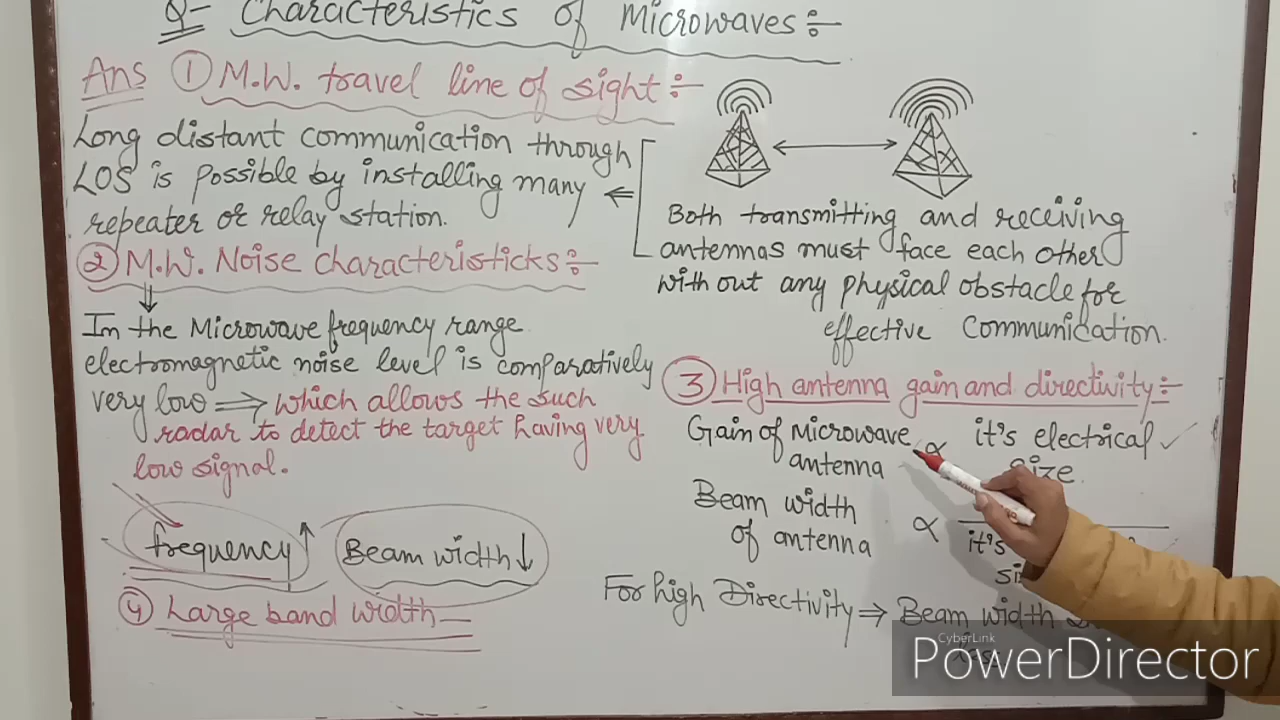 Q- Characteristics of Microwaves:-
Ans ① M.W. travel line of sight:-
Long distant communication through
LOS is possible by installing many
repeater or relay station.
Both transmitting and receiving
antennas must face each other
without any physical obstacle for
effective Communication.
② M.W. Noise characteristicks:-
In the Microwave frequency range
electromagnetic noise level is comparatively
very low ⇒ which allows the such
radar to detect the target having very
low signal.
frequency ↑ Beam width ↓
④ Large band width—
③ High antenna gain and directivity:-
Gain of Microwave antenna ∝ it's electrical size.
Beam width of antenna ∝ it's
For high Directivity ⇒ Beam width
CyberLink
PowerDirector